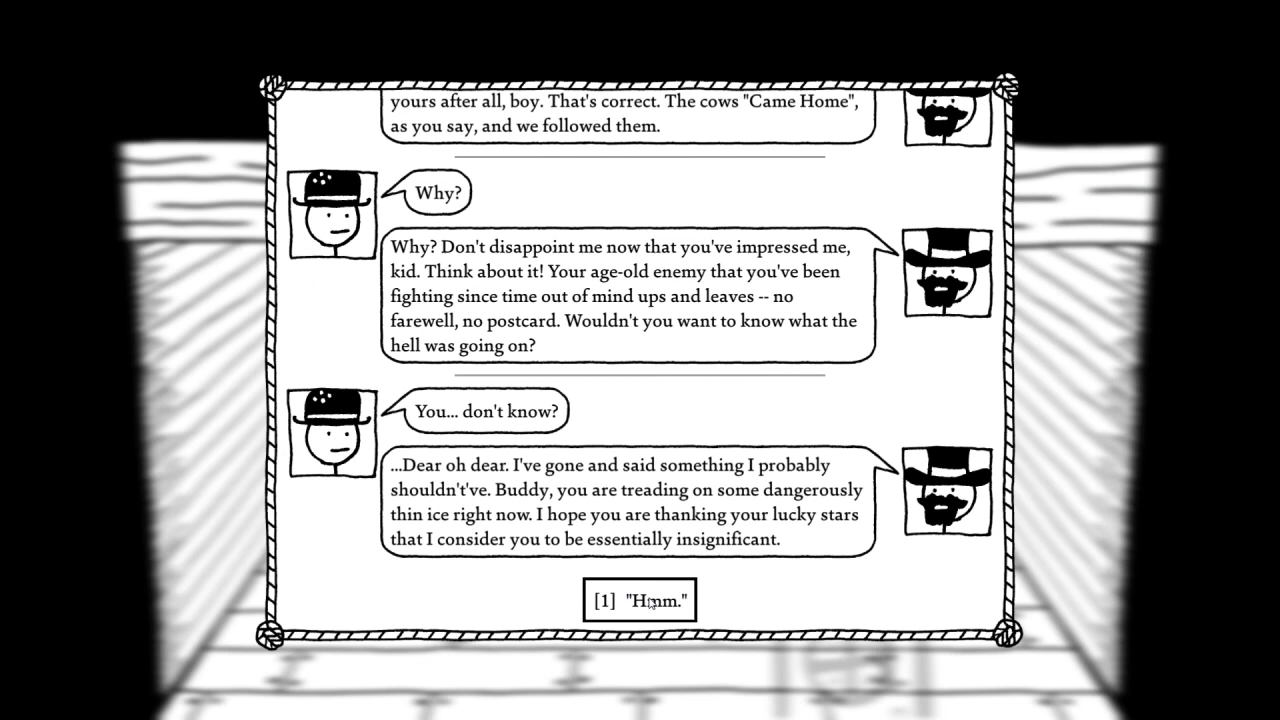 yours after all, boy. That's correct. The cows "Came Home",
as you say, and we followed them.
Why?
Why? Don't disappoint me now that you've impressed me,
kid. Think about it! Your age-old enemy that you've been
fighting since time out of mind ups and leaves -- no
farewell, no postcard. Wouldn't you want to know what the
hell was going on?
You... don't know?
...Dear oh dear. I've gone and said something I probably
shouldn't've. Buddy, you are treading on some dangerously
thin ice right now. I hope you are thanking your lucky stars
that I consider you to be essentially insignificant.
[1] "Hmm."